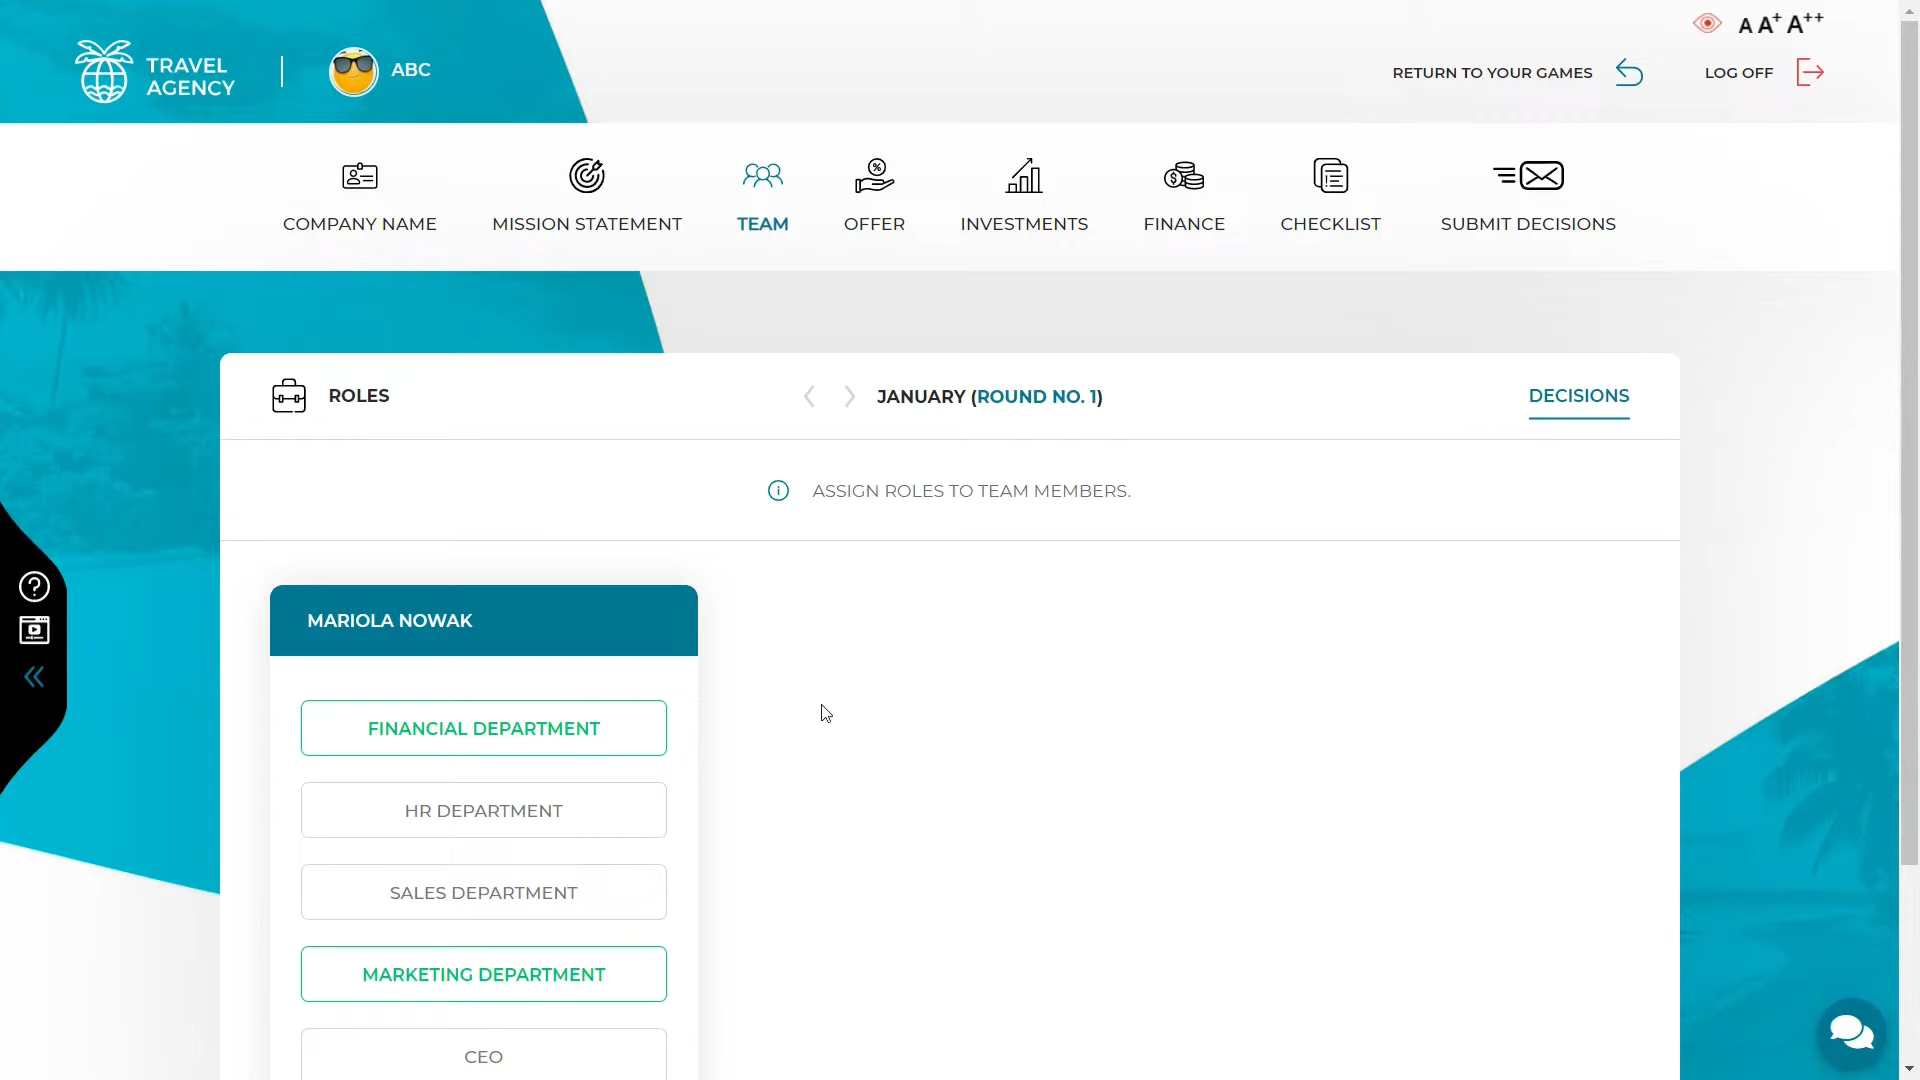 A A+ A++
TRAVEL
AGENCY
ABC
RETURN TO YOUR GAMES
LOG OFF
COMPANY NAME
MISSION STATEMENT
TEAM
OFFER
INVESTMENTS
FINANCE
CHECKLIST
SUBMIT DECISIONS
ROLES
JANUARY (ROUND NO. 1)
DECISIONS
ASSIGN ROLES TO TEAM MEMBERS.
MARIOLA NOWAK
FINANCIAL DEPARTMENT
HR DEPARTMENT
SALES DEPARTMENT
MARKETING DEPARTMENT
CEO